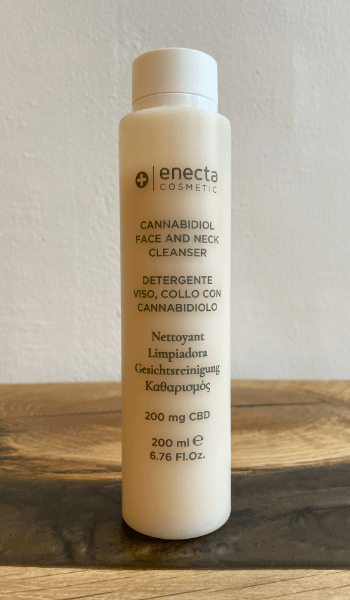 enecta
COSMETIC
CANNABIDIOL
FACE AND NECK
CLEANSER
DETERGENTE
VISO, COLLO CON
CANNABIDIOLO
Nettoyant
Limpiadora
Gesichtsreinigung
Καθαρισμός
200 mg CBD
200 ml ℮
6.76 Fl.Oz.